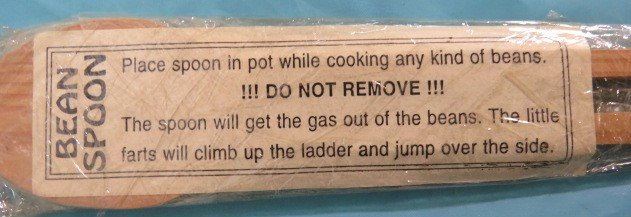 BEAN
SPOON
Place spoon in pot while cooking any kind of beans.
!!! DO NOT REMOVE !!!
The spoon will get the gas out of the beans. The little
farts will climb up the ladder and jump over the side.